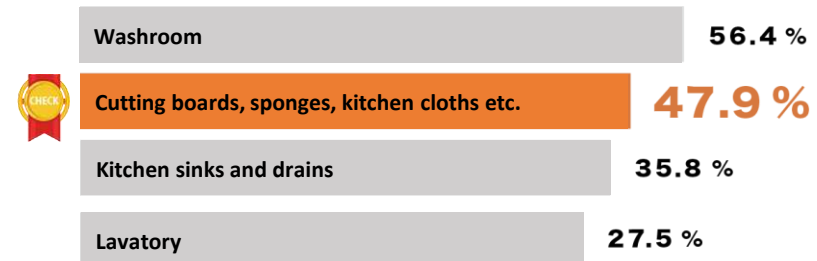 Washroom 56.4 %
CHECK
Cutting boards, sponges, kitchen cloths etc. 47.9 %
Kitchen sinks and drains 35.8 %
Lavatory 27.5 %